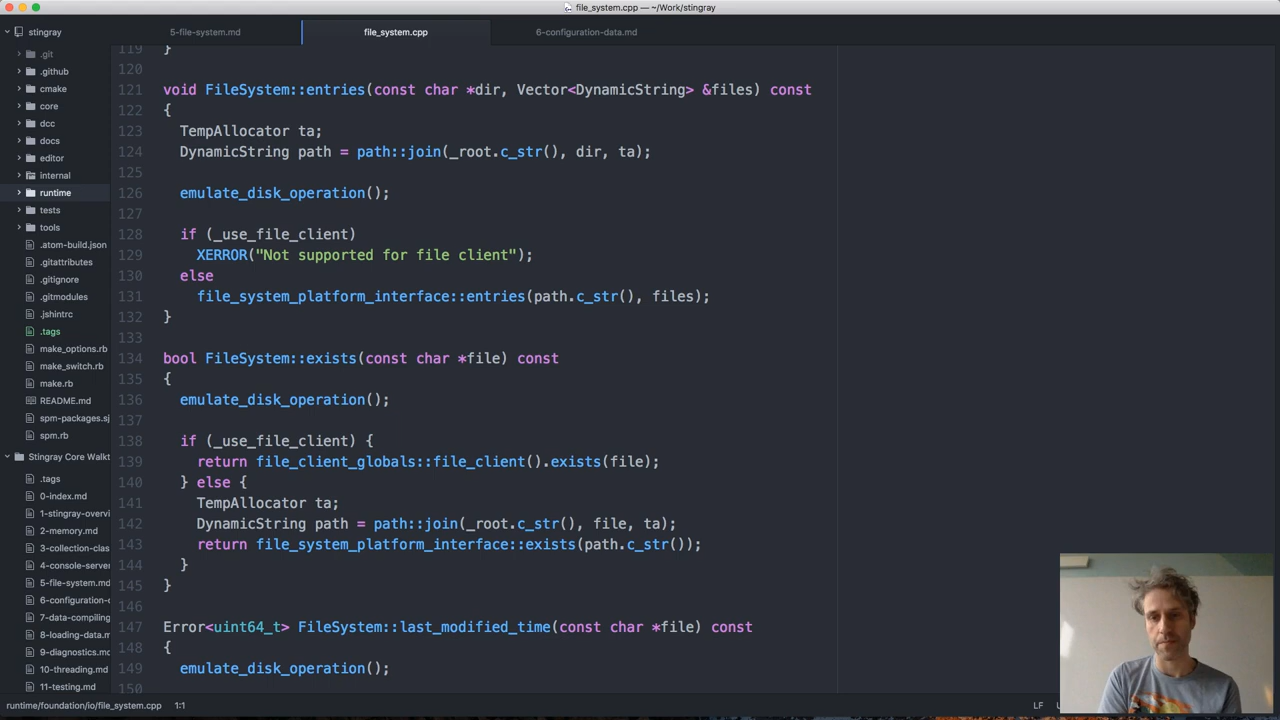 file_system.cpp — ~/Work/stingray
stingray
5-file-system.md
file_system.cpp
6-configuration-data.md
.git
.github
cmake
core
dcc
docs
editor
internal
runtime
tests
tools
.atom-build.json
.gitattributes
.gitignore
.gitmodules
.jshintrc
.tags
make_options.rb
make_switch.rb
make.rb
README.md
spm-packages.sj
spm.rb
Stingray Core Walkt
.tags
0-index.md
1-stingray-overvi
2-memory.md
3-collection-clas
4-console-server
5-file-system.md
6-configuration-d
7-data-compiling
8-loading-data.m
9-diagnostics.md
10-threading.md
11-testing.md
119 }
120
121 void FileSystem::entries(const char *dir, Vector<DynamicString> &files) const
122 {
123 TempAllocator ta;
124 DynamicString path = path::join(_root.c_str(), dir, ta);
125
126 emulate_disk_operation();
127
128 if (_use_file_client)
129 XERROR("Not supported for file client");
130 else
131 file_system_platform_interface::entries(path.c_str(), files);
132 }
133
134 bool FileSystem::exists(const char *file) const
135 {
136 emulate_disk_operation();
137
138 if (_use_file_client) {
139 return file_client_globals::file_client().exists(file);
140 } else {
141 TempAllocator ta;
142 DynamicString path = path::join(_root.c_str(), file, ta);
143 return file_system_platform_interface::exists(path.c_str());
144 }
145 }
146
147 Error<uint64_t> FileSystem::last_modified_time(const char *file) const
148 {
149 emulate_disk_operation();
150
runtime/foundation/io/file_system.cpp 1:1
LF